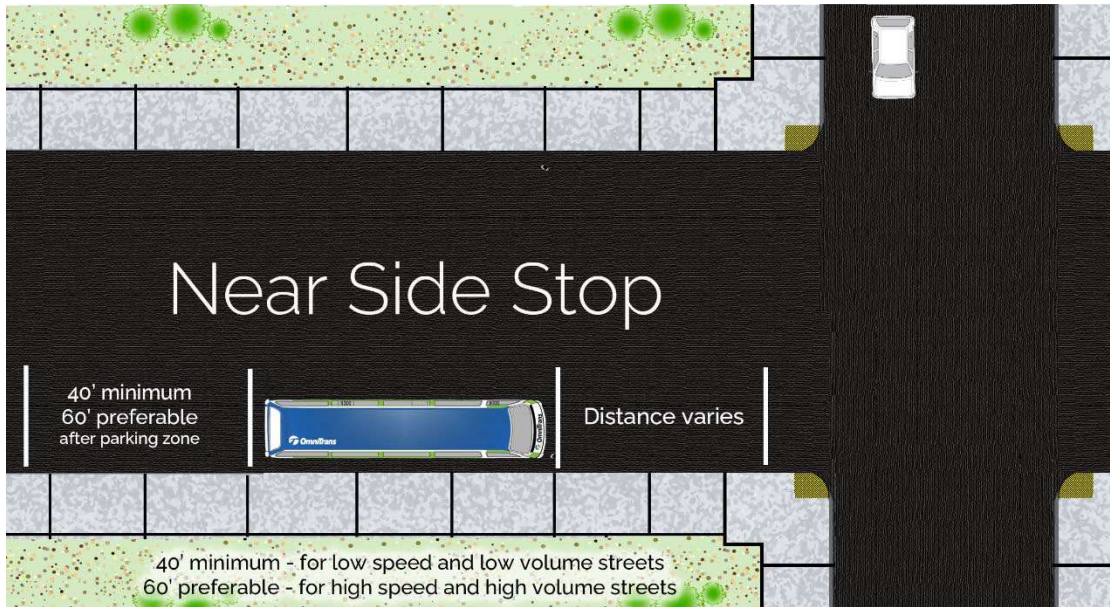 Near Side Stop
40' minimum
60' preferable
after parking zone
OmniTrans
Distance varies
40' minimum - for low speed and low volume streets
60' preferable - for high speed and high volume streets